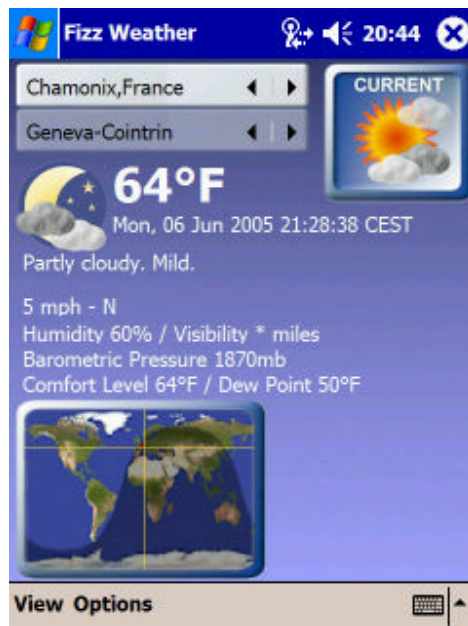 Fizz Weather 20:44
Chamonix,France
CURRENT
Geneva-Cointrin
64°F
Mon, 06 Jun 2005 21:28:38 CEST
Partly cloudy. Mild.
5 mph - N
Humidity 60% / Visibility * miles
Barometric Pressure 1870mb
Comfort Level 64°F / Dew Point 50°F
View Options